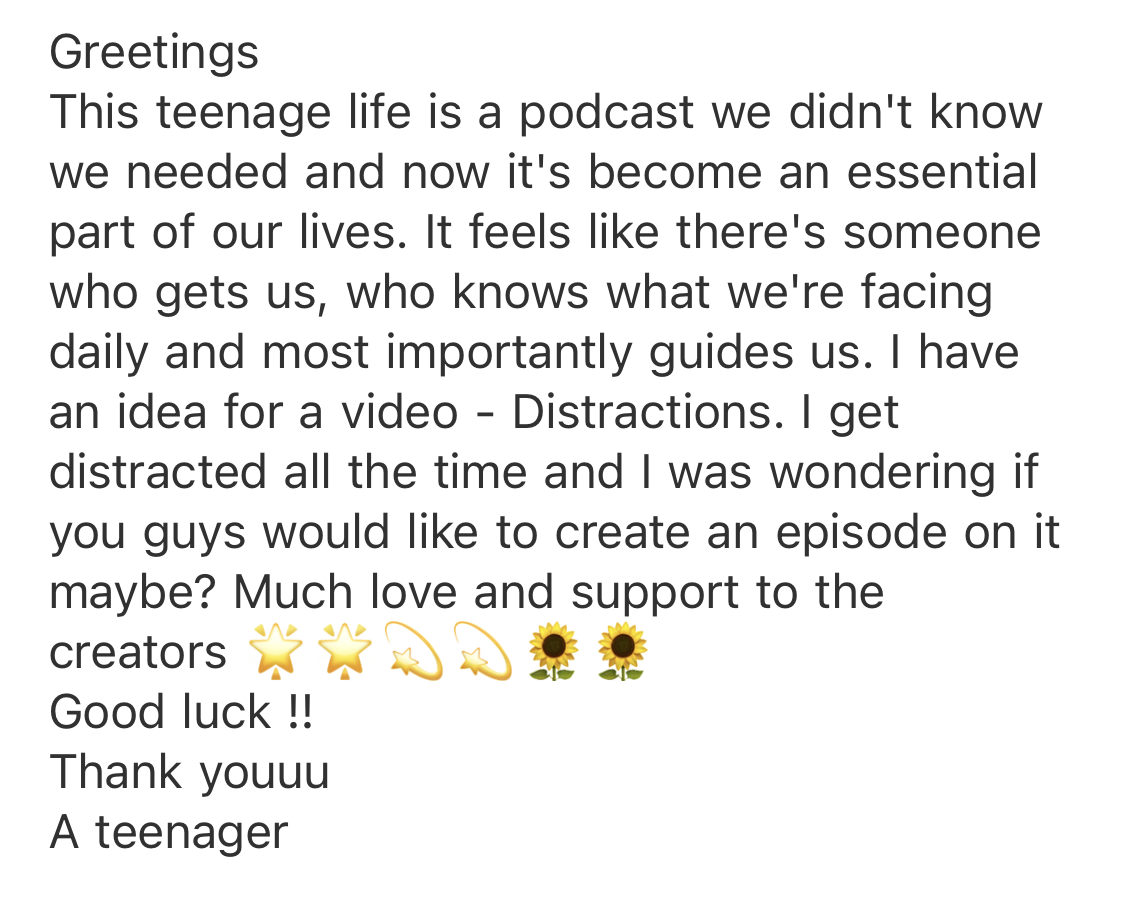 Greetings
This teenage life is a podcast we didn't know
we needed and now it's become an essential
part of our lives. It feels like there's someone
who gets us, who knows what we're facing
daily and most importantly guides us. I have
an idea for a video - Distractions. I get
distracted all the time and I was wondering if
you guys would like to create an episode on it
maybe? Much love and support to the
creators 🌟🌟💫💫🌻🌻
Good luck !!
Thank youuu
A teenager